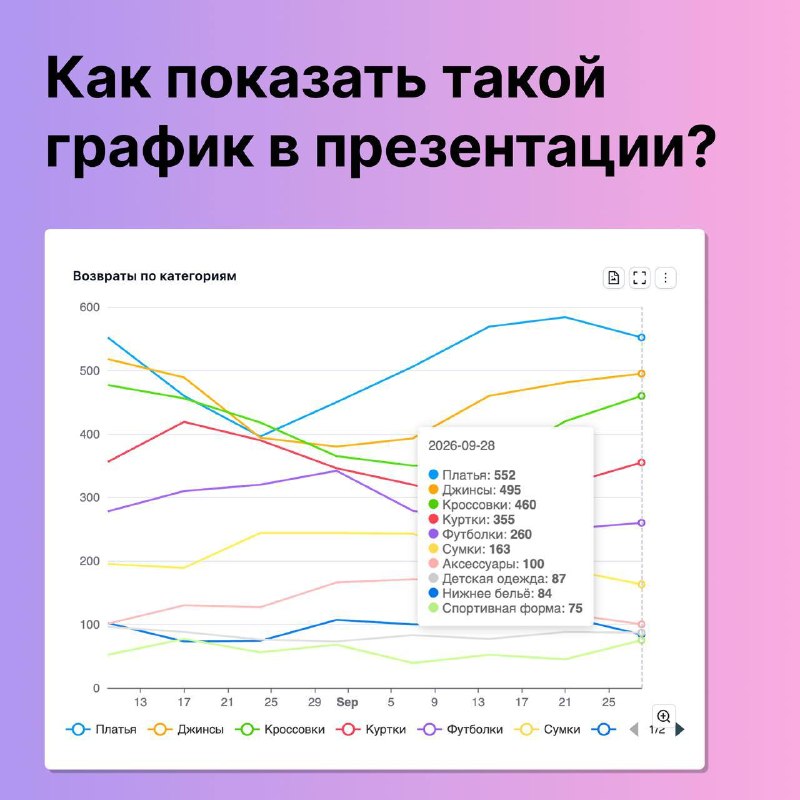 Как показать такой
график в презентации?
Возвраты по категориям
600
500
400
300
200
100
0
2026-09-28
Платья: 552
Джинсы: 495
Кроссовки: 460
Куртки: 355
Футболки: 260
Сумки: 163
Аксессуары: 100
Детская одежда: 87
Нижнее бельё: 84
Спортивная форма: 75
13 17 21 25 29 Sep 5 9 13 17 21 25
Платья Джинсы Кроссовки Куртки Футболки Сумки 1/2